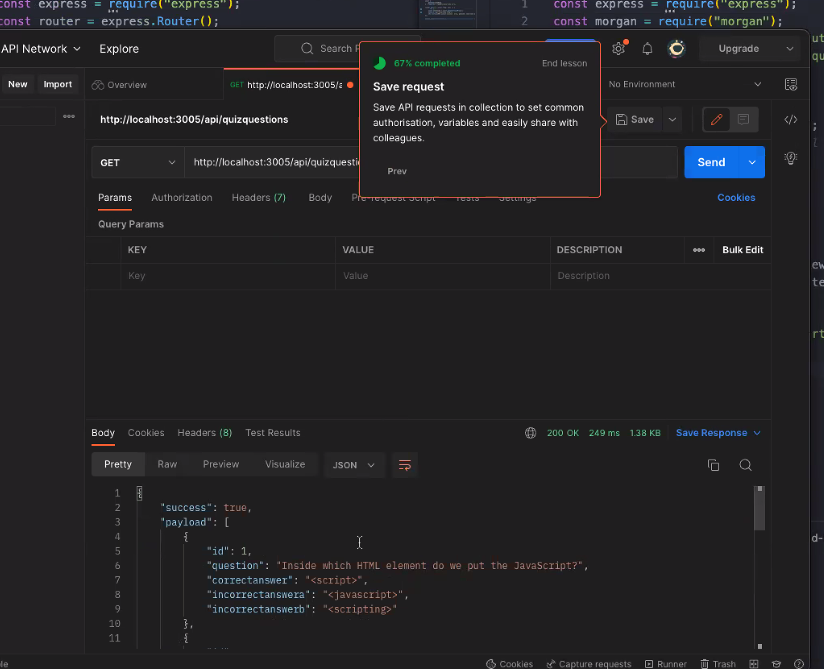 const express = require("express");
const router = express.Router();
1 const express = require("express");
2 const morgan = require("morgan");
API Network
Explore
Search P
Upgrade
New
Import
Overview
GET http://localhost:3005/a
No Environment
67% completed
End lesson
Save request
Save API requests in collection to set common
authorisation, variables and easily share with
colleagues.
Prev
http://localhost:3005/api/quizquestions
Save
GET
http://localhost:3005/api/quizquesti
Send
Params
Authorization
Headers (7)
Body
Pre-request Script
Tests
Settings
Cookies
Query Params
KEY
VALUE
DESCRIPTION
Bulk Edit
Key
Value
Description
Body
Cookies
Headers (8)
Test Results
200 OK
249 ms
1.38 KB
Save Response
Pretty
Raw
Preview
Visualize
JSON
1 {
2 "success": true,
3 "payload": [
4 {
5 "id": 1,
6 "question": "Inside which HTML element do we put the JavaScript?",
7 "correctanswer": "<script>",
8 "incorrectanswera": "<javascript>",
9 "incorrectanswerb": "<scripting>"
10 },
11 {
Cookies
Capture requests
Runner
Trash